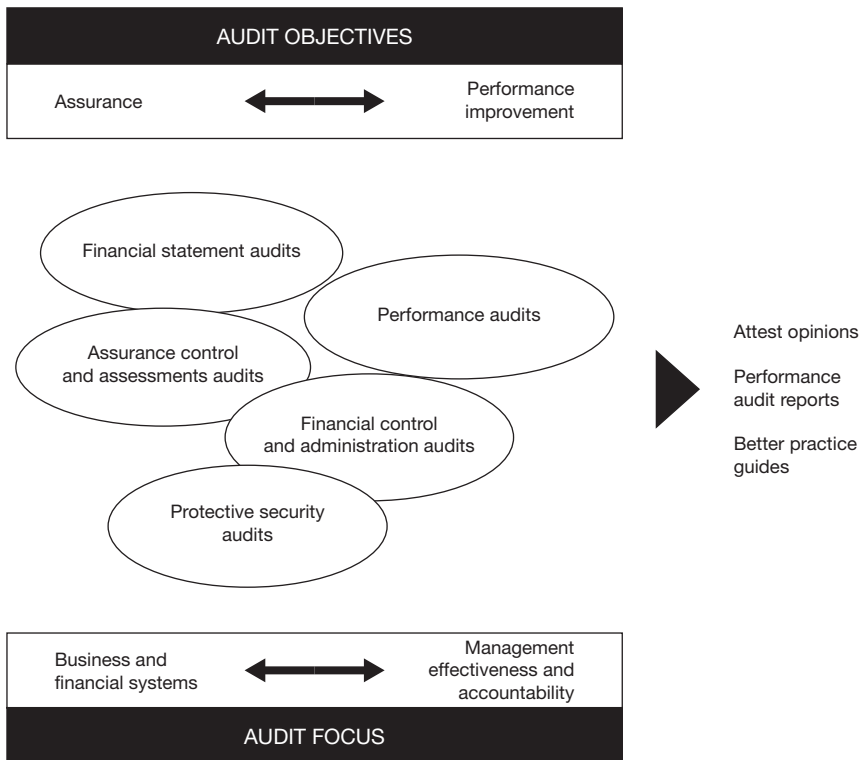 AUDIT OBJECTIVES
Assurance
Performance
improvement
Financial statement audits
Performance audits
Assurance control
and assessments audits
Financial control
and administration audits
Protective security
audits
Attest opinions
Performance
audit reports
Better practice
guides
Business and
financial systems
Management
effectiveness and
accountability
AUDIT FOCUS